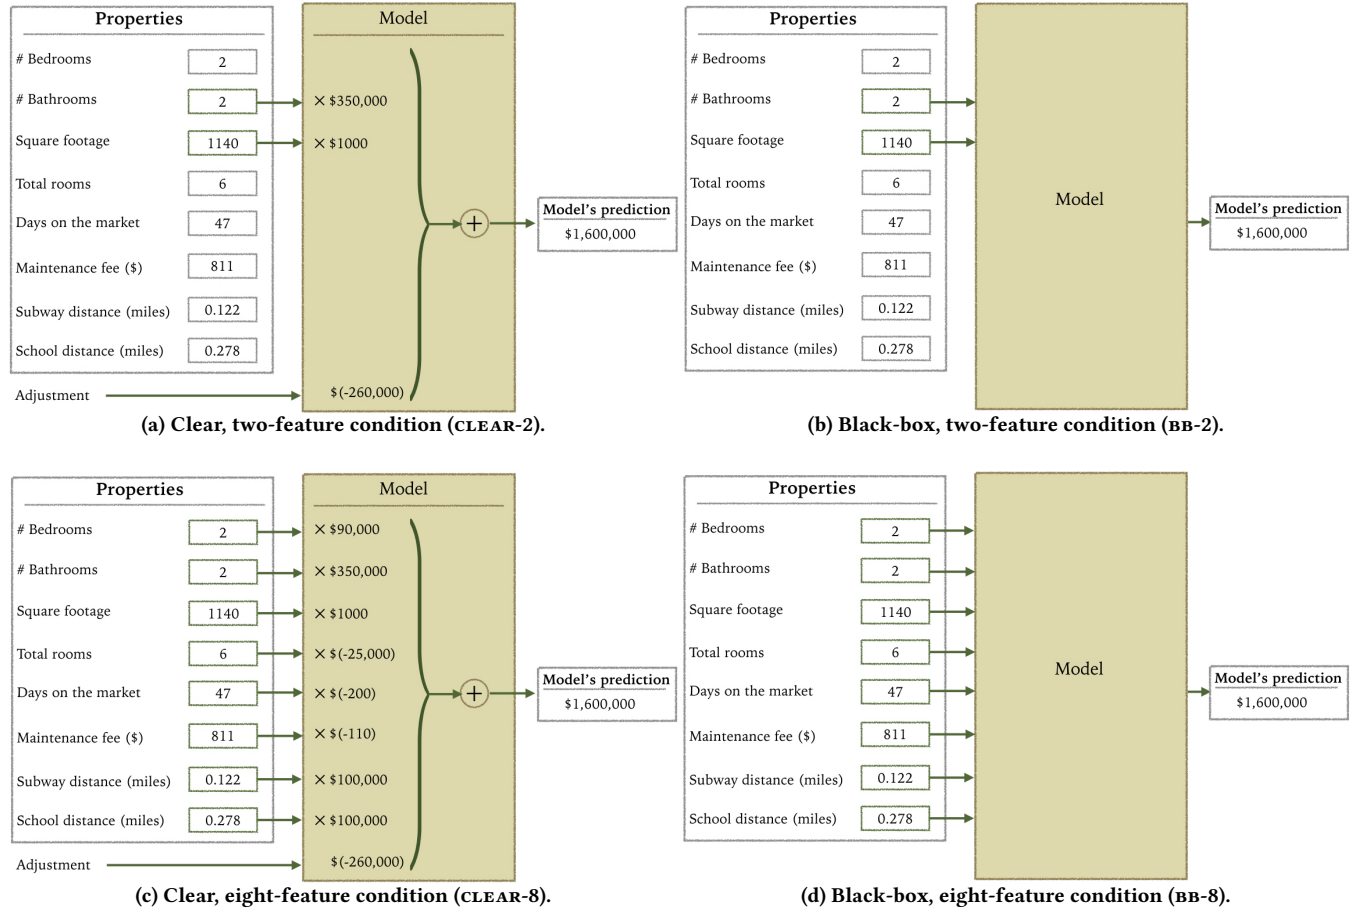 Properties
Model
# Bedrooms
2
# Bathrooms
2
× $350,000
Square footage
1140
× $1000
Total rooms
6
Days on the market
47
Maintenance fee ($)
811
Subway distance (miles)
0.122
School distance (miles)
0.278
Adjustment
$(-260,000)
+
Model's prediction
$1,600,000
(a) Clear, two-feature condition (CLEAR-2).
Properties
# Bedrooms
2
# Bathrooms
2
Square footage
1140
Total rooms
6
Days on the market
47
Maintenance fee ($)
811
Subway distance (miles)
0.122
School distance (miles)
0.278
Model
Model's prediction
$1,600,000
(b) Black-box, two-feature condition (BB-2).
Properties
Model
# Bedrooms
2
× $90,000
# Bathrooms
2
× $350,000
Square footage
1140
× $1000
Total rooms
6
× $(-25,000)
Days on the market
47
× $(-200)
Maintenance fee ($)
811
× $(-110)
Subway distance (miles)
0.122
× $100,000
School distance (miles)
0.278
× $100,000
Adjustment
$(-260,000)
+
Model's prediction
$1,600,000
(c) Clear, eight-feature condition (CLEAR-8).
Properties
# Bedrooms
2
# Bathrooms
2
Square footage
1140
Total rooms
6
Days on the market
47
Maintenance fee ($)
811
Subway distance (miles)
0.122
School distance (miles)
0.278
Model
Model's prediction
$1,600,000
(d) Black-box, eight-feature condition (BB-8).